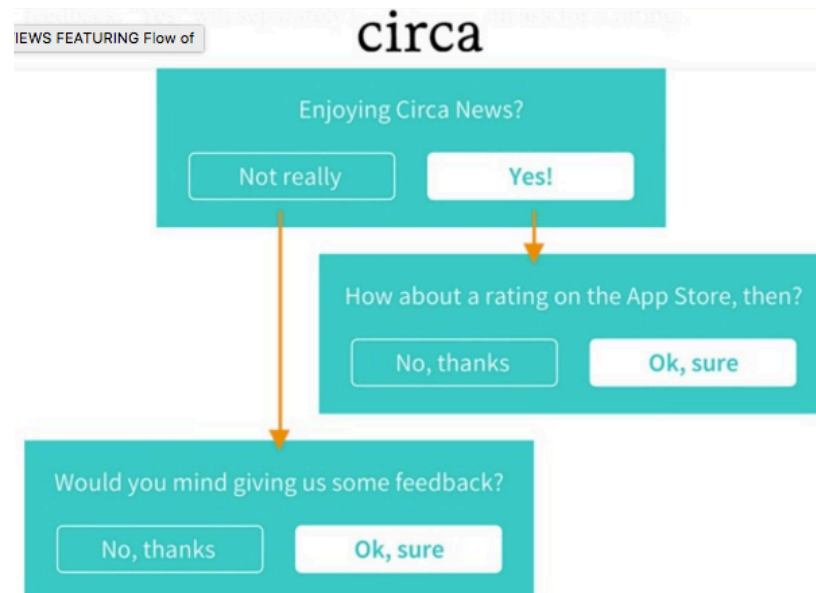 IEWS FEATURING Flow of
circa
Enjoying Circa News?
Not really
Yes!
How about a rating on the App Store, then?
No, thanks
Ok, sure
Would you mind giving us some feedback?
No, thanks
Ok, sure